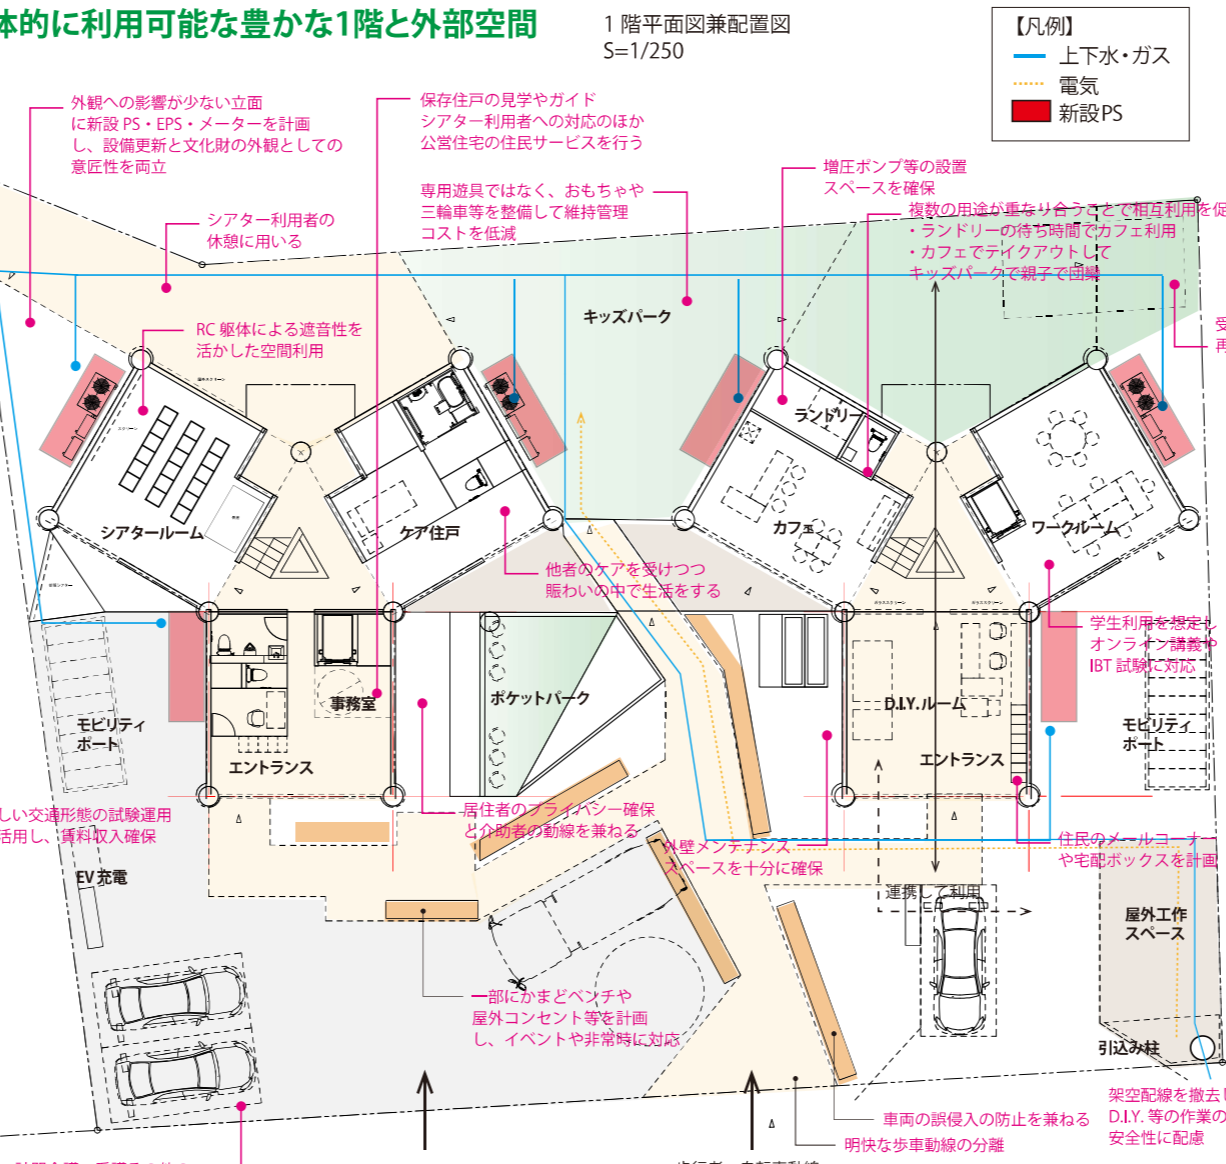 体的に利用可能な豊かな1階と外部空間
1 階平面図兼配置図
S=1/250
【凡例】
上下水・ガス
電気
新設PS
外観への影響が少ない立面
に新設 PS・EPS・メーターを計画
し、設備更新と文化財の外観としての
意匠性を両立
保存住戸の見学やガイド
シアター利用者への対応のほか
公営住宅の住民サービスを行う
増圧ポンプ等の設置
スペースを確保
専用遊具ではなく、おもちゃや
三輪車等を整備して維持管理
コストを低減
シアター利用者の
休憩に用いる
複数の用途が重なり合うことで相互利用を促
・ランドリーの待ち時間でカフェ利用
・カフェでテイクアウトして
キッズパークで親子で団欒
キッズパーク
RC 躯体による遮音性を
活かした空間利用
受
再
ランドリー
シアタールーム
ケア住戸
カフェ
ワークルーム
他者のケアを受けつつ
賑わいの中で生活をする
学生利用を想定し
オンライン講義や
IBT 試験に対応
事務室
ポケットパーク
D.I.Y. ルーム
モビリティ
ポート
モビリティ
ポート
エントランス
エントランス
しい交通形態の試験運用
活用し、賃料収入確保
居住者のプライバシー確保
と介助者の動線を兼ねる
外壁メンテナンス
スペースを十分に確保
住民のメールコーナー
や宅配ボックスを計画
EV 充電
連携して利用
屋外工作
スペース
一部にかまどベンチや
屋外コンセント等を計画
し、イベントや非常時に対応
引込み柱
車両の誤侵入の防止を兼ねる
明快な歩車動線の分離
架空配線を撤去し
D.I.Y. 等の作業の
安全性に配慮